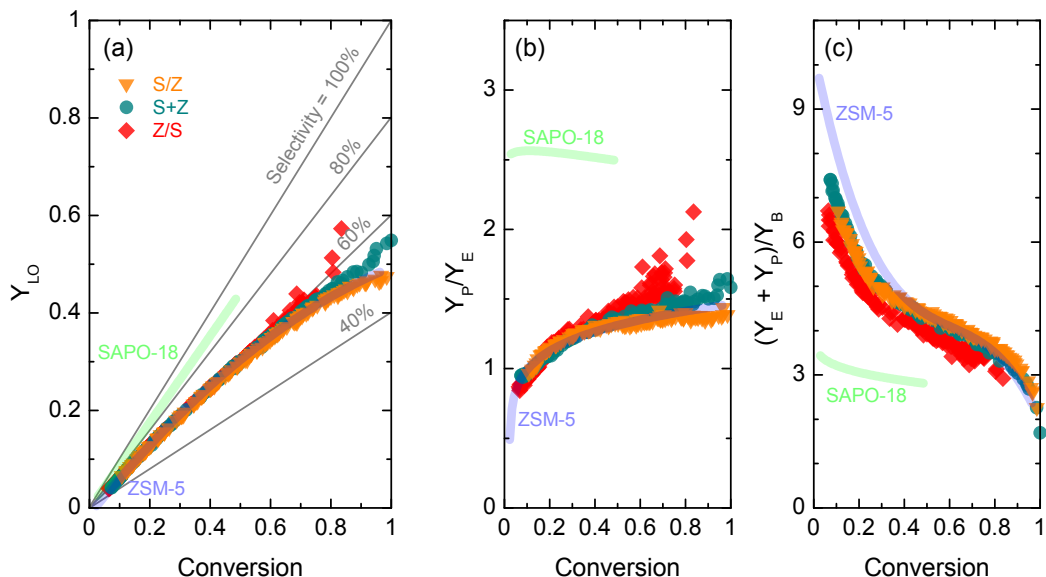 (a)
S/Z
S+Z
Z/S
Selectivity = 100%
80%
60%
40%
SAPO-18
ZSM-5
1
0.8
0.6
0.4
0.2
0
0 0.2 0.4 0.6 0.8 1
Y_LO
Conversion
(b)
SAPO-18
ZSM-5
3
2
1
0
0 0.2 0.4 0.6 0.8 1
Y_P/Y_E
Conversion
(c)
ZSM-5
SAPO-18
9
6
3
0
0 0.2 0.4 0.6 0.8 1
(Y_E + Y_P)/Y_B
Conversion